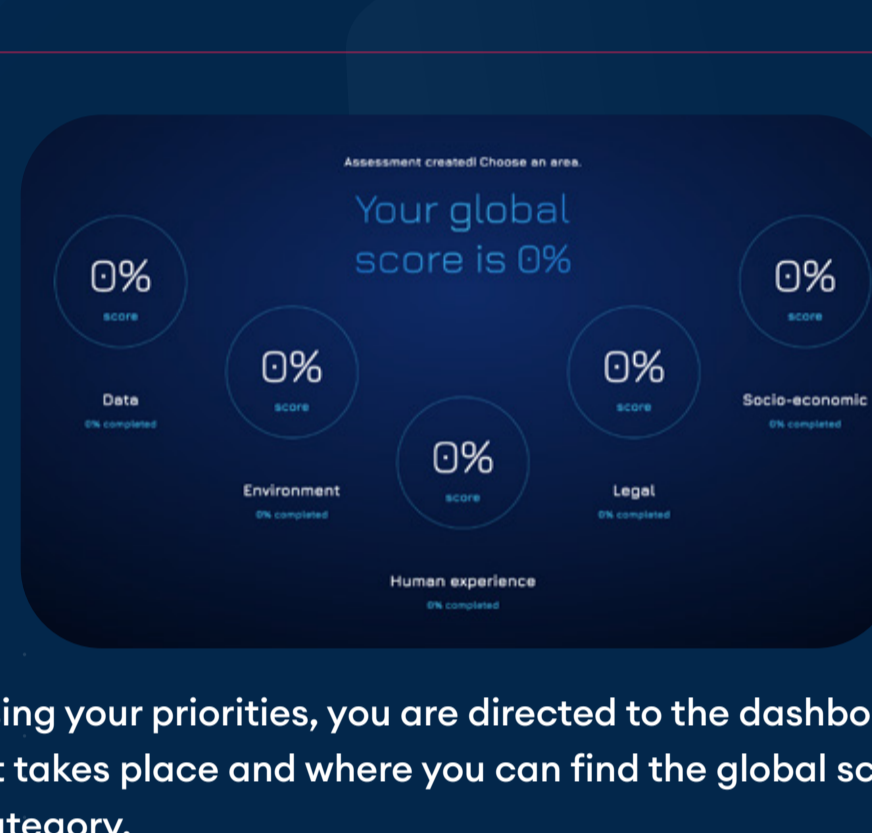 Assessment created! Choose an area.
Your global
score is 0%
0%
score
Data
0% completed
0%
score
Environment
0% completed
0%
score
Human experience
0% completed
0%
score
Legal
0% completed
0%
score
Socio-economic
0% completed
ing your priorities, you are directed to the dashbo
t takes place and where you can find the global sc
ategory.